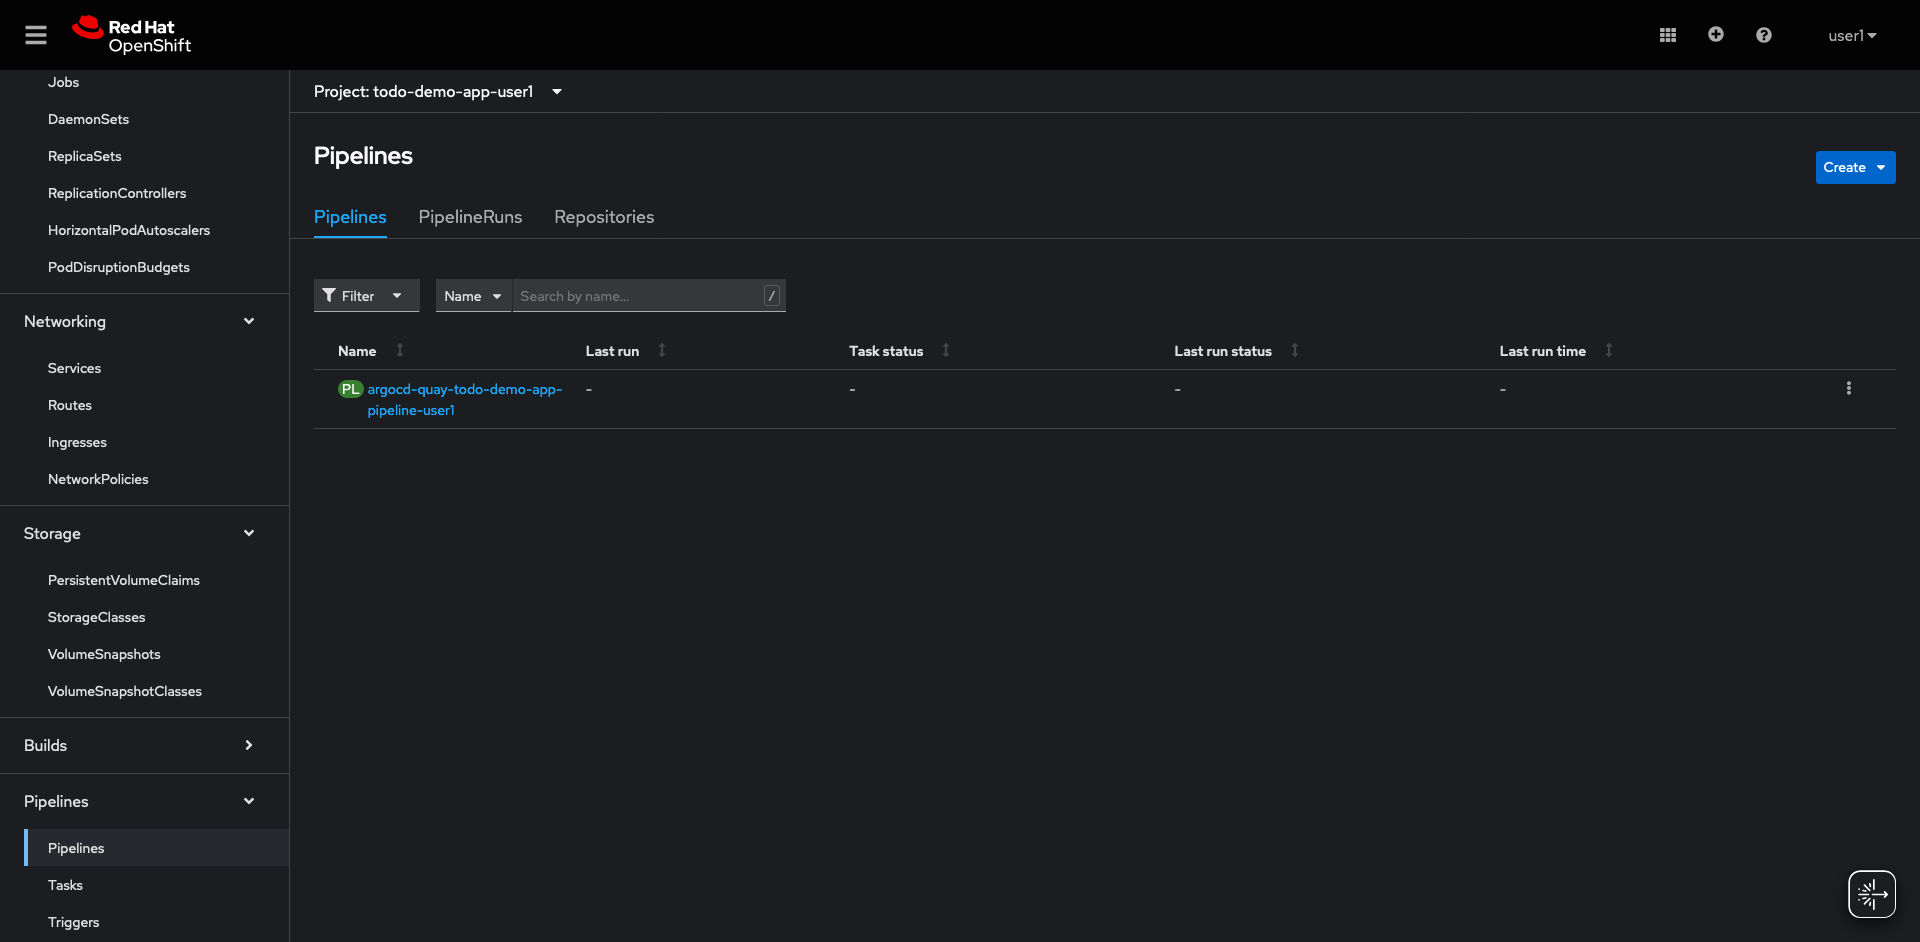 Red Hat
OpenShift
user1
Jobs
DaemonSets
ReplicaSets
ReplicationControllers
HorizontalPodAutoscalers
PodDisruptionBudgets
Networking
Services
Routes
Ingresses
NetworkPolicies
Storage
PersistentVolumeClaims
StorageClasses
VolumeSnapshots
VolumeSnapshotClasses
Builds
Pipelines
Pipelines
Tasks
Triggers
Project: todo-demo-app-user1
Pipelines
Create
Pipelines PipelineRuns Repositories
Filter Name Search by name... /
Name Last run Task status Last run status Last run time
PL argocd-quay-todo-demo-app- - - - -
pipeline-user1